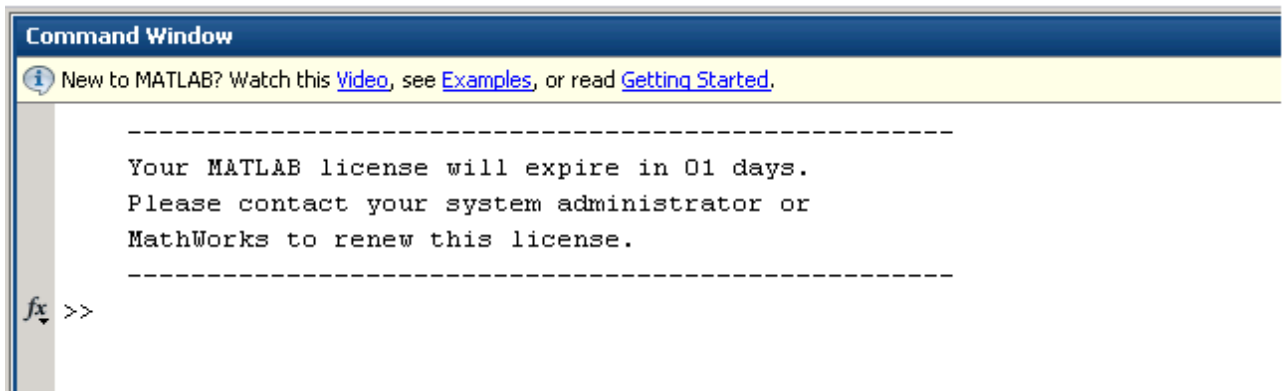 Command Window
New to MATLAB? Watch this Video, see Examples, or read Getting Started.
----------------------------------------------------
Your MATLAB license will expire in 01 days.
Please contact your system administrator or
MathWorks to renew this license.
----------------------------------------------------
fx >>